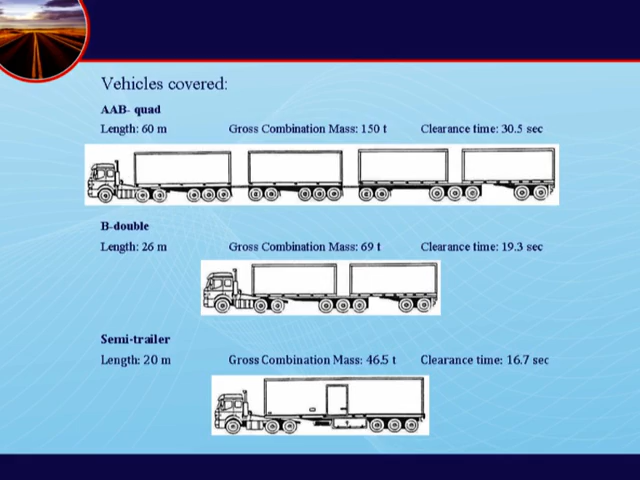 Vehicles covered:
AAB- quad
Length: 60 m Gross Combination Mass: 150 t Clearance time: 30.5 sec
B-double
Length: 26 m Gross Combination Mass: 69 t Clearance time: 19.3 sec
Semi-trailer
Length: 20 m Gross Combination Mass: 46.5 t Clearance time: 16.7 sec